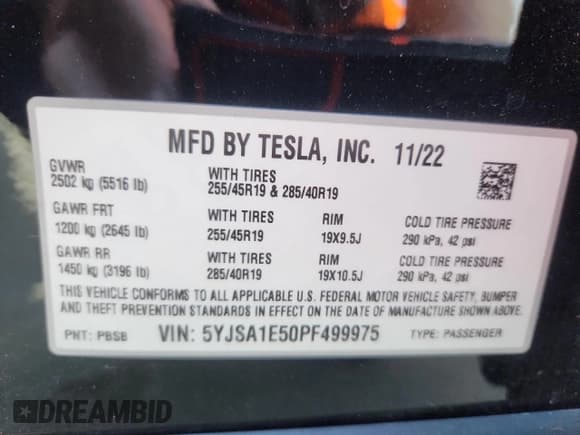 MFD BY TESLA, INC. 11/22
GVWR
2502 kg (5516 lb)
WITH TIRES
255/45R19 & 285/40R19
GAWR FRT
1200 kg (2645 lb)
WITH TIRES
255/45R19
RIM
19X9.5J
COLD TIRE PRESSURE
290 kPa, 42 psi
GAWR RR
1450 kg (3196 lb)
WITH TIRES
285/40R19
RIM
19X10.5J
COLD TIRE PRESSURE
290 kPa, 42 psi
THIS VEHICLE CONFORMS TO ALL APPLICABLE U.S. FEDERAL MOTOR VEHICLE SAFETY, BUMPER
AND THEFT PREVENTION STANDARDS IN EFFECT ON THE DATE OF MANUFACTURE SHOWN ABOVE.
PNT: PBSB VIN: 5YJSA1E50PF499975 TYPE: PASSENGER
DREAMBID